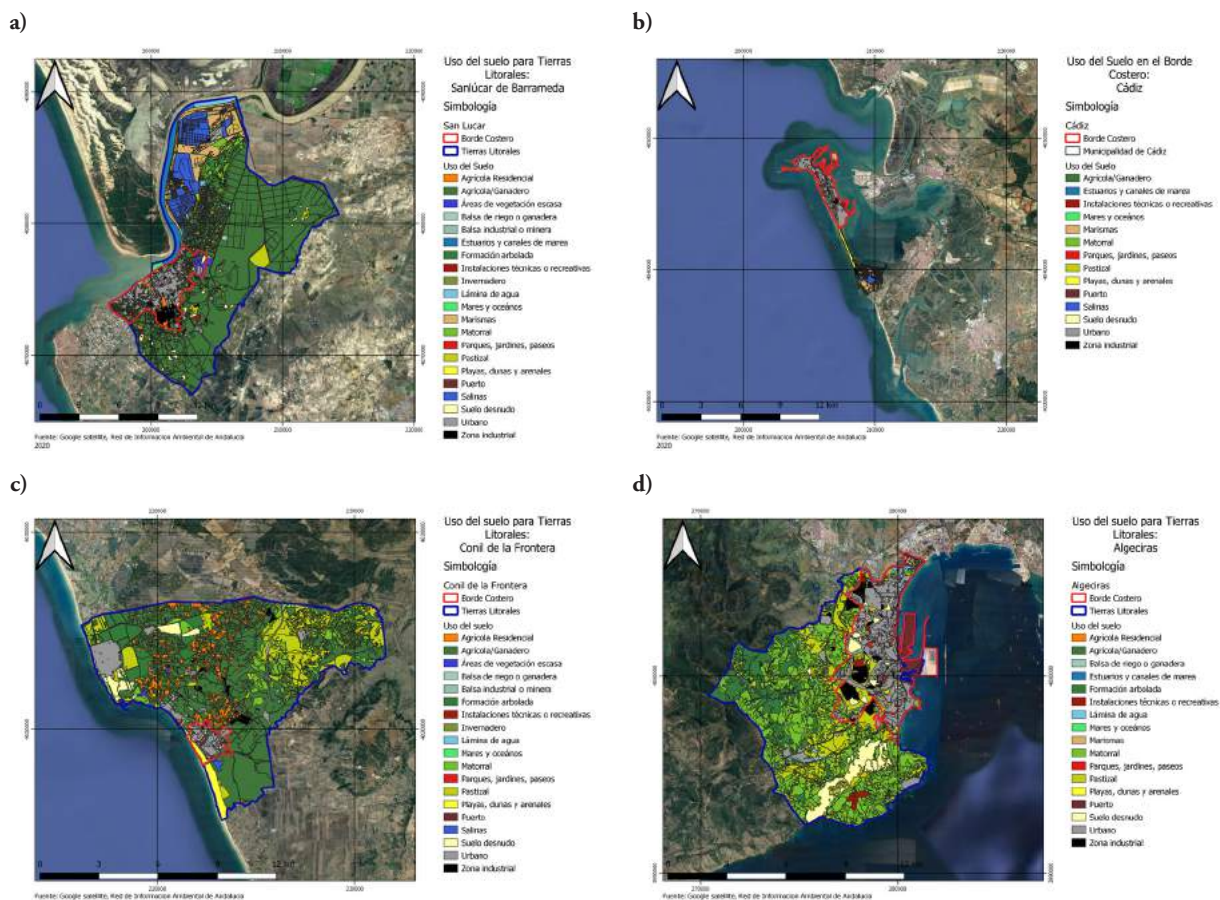 a)
Uso del suelo para Tierras
Litorales:
Sanlúcar de Barrameda
Simbología
San Lucar
Borde Costero
Tierras Litorales
Uso del Suelo
Agrícola Residencial
Agrícola/Ganadero
Áreas de vegetación escasa
Balsa de riego o ganadera
Balsa industrial o minera
Estuarios y canales de marea
Formación arbolada
Instalaciones técnicas o recreativas
Invernadero
Lámina de agua
Mares y océanos
Marismas
Matorral
Parques, jardines, paseos
Pastizal
Playas, dunas y arenales
Puerto
Salinas
Suelo desnudo
Urbano
Zona industrial
Fuente: Google satellite, Red de Informacion Ambiental de Andalucia
2020
b)
Uso del Suelo en el Borde
Costero:
Cádiz
Simbología
Cádiz
Borde Costero
Municipalidad de Cádiz
Uso del Suelo
Agrícola/Ganadero
Estuarios y canales de marea
Instalaciones técnicas o recreativas
Mares y océanos
Marismas
Matorral
Parques, jardines, paseos
Pastizal
Playas, dunas y arenales
Puerto
Salinas
Suelo desnudo
Urbano
Zona industrial
0 3 6 9 12 km
Fuente: Google satellite, Red de Informacion Ambiental de Andalucia
2020
c)
Uso del suelo para Tierras
Litorales:
Conil de la Frontera
Simbología
Conil de la Frontera
Borde Costero
Tierras Litorales
Uso del suelo
Agrícola Residencial
Agrícola/Ganadero
Áreas de vegetación escasa
Balsa de riego o ganadera
Balsa industrial o minera
Formación arbolada
Instalaciones técnicas o recreativas
Invernadero
Lámina de agua
Mares y océanos
Matorral
Parques, jardines, paseos
Pastizal
Playas, dunas y arenales
Puerto
Salinas
Suelo desnudo
Urbano
Zona industrial
Fuente: Google satellite, Red de Informacion Ambiental de Andalucia
d)
Uso del suelo para Tierras
Litorales:
Algeciras
Simbología
Algeciras
Borde Costero
Tierras Litorales
Uso del suelo
Agrícola Residencial
Agrícola/Ganadero
Balsa de riego o ganadera
Estuarios y canales de marea
Formación arbolada
Instalaciones técnicas o recreativas
Lámina de agua
Mares y océanos
Marismas
Matorral
Parques, jardines, paseos
Pastizal
Playas, dunas y arenales
Puerto
Suelo desnudo
Urbano
Zona industrial
Fuente: Google satellite, Red de Informacion Ambiental de Andalucia